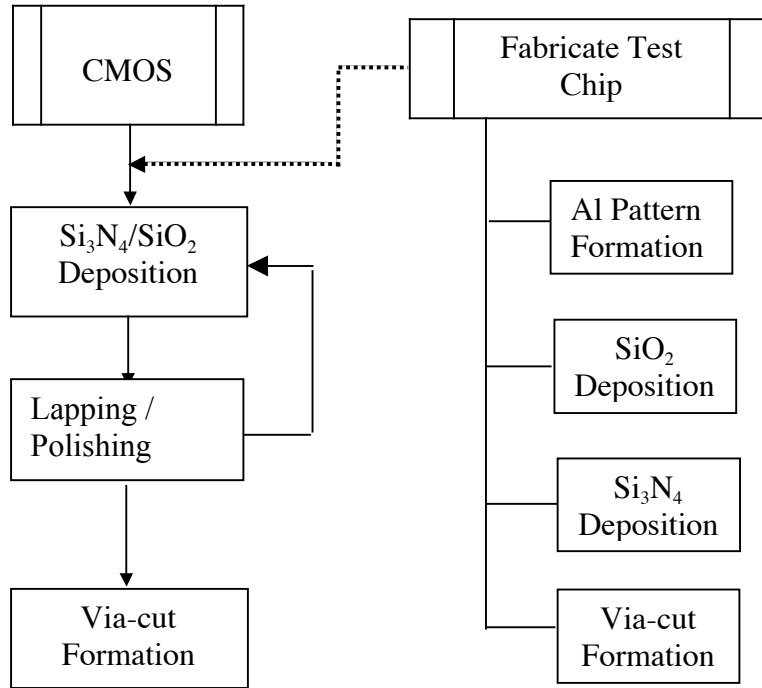 CMOS
Si₃N₄/SiO₂
Deposition
Lapping /
Polishing
Via-cut
Formation
Fabricate Test
Chip
Al Pattern
Formation
SiO₂
Deposition
Si₃N₄
Deposition
Via-cut
Formation